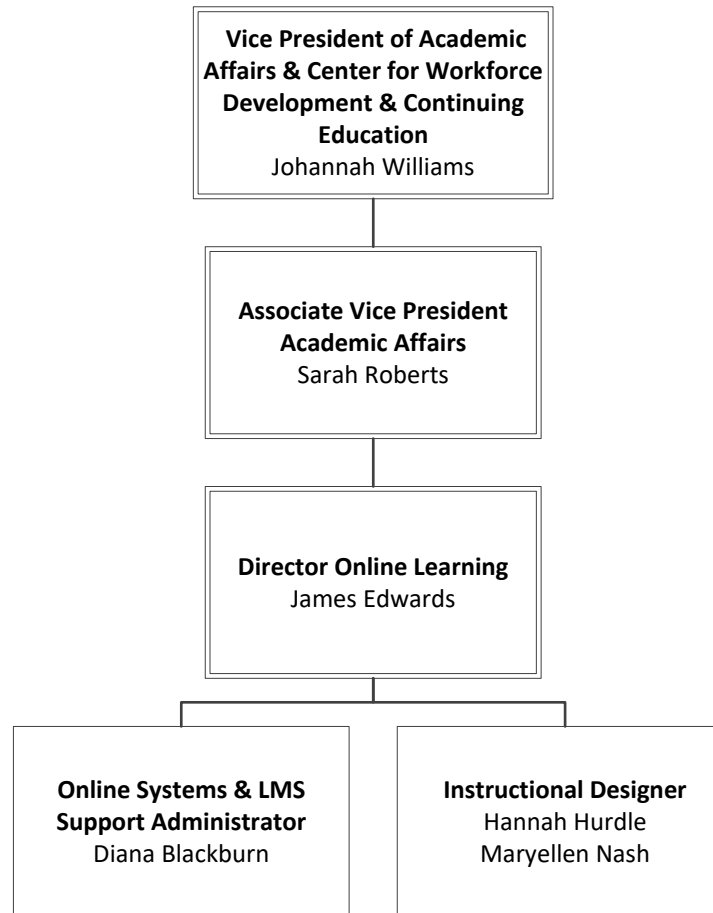 Vice President of Academic
Affairs & Center for Workforce
Development & Continuing
Education
Johannah Williams
Associate Vice President
Academic Affairs
Sarah Roberts
Director Online Learning
James Edwards
Online Systems & LMS
Support Administrator
Diana Blackburn
Instructional Designer
Hannah Hurdle
Maryellen Nash